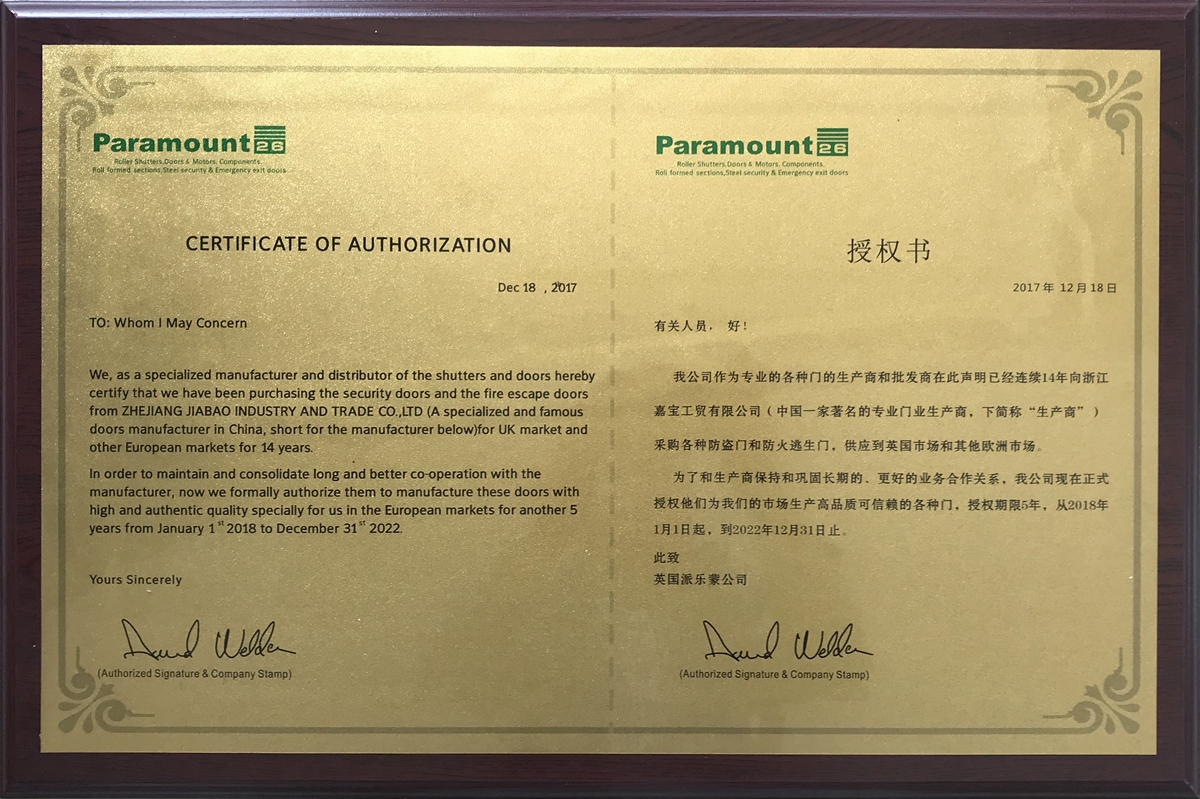 Paramount 26
Roller Shutters,Doors & Motors, Components.
Roll formed sections,Steel security & Emergency exit doors
CERTIFICATE OF AUTHORIZATION
Dec 18 , 2017
TO: Whom I May Concern
We, as a specialized manufacturer and distributor of the shutters and doors hereby
certify that we have been purchasing the security doors and the fire escape doors
from ZHEJIANG JIABAO INDUSTRY AND TRADE CO.,LTD (A specialized and famous
doors manufacturer in China, short for the manufacturer below)for UK market and
other European markets for 14 years.
In order to maintain and consolidate long and better co-operation with the
manufacturer, now we formally authorize them to manufacture these doors with
high and authentic quality specially for us in the European markets for another 5
years from January 1st 2018 to December 31st 2022.
Yours Sincerely
David Welden
(Authorized Signature & Company Stamp)
Paramount 26
Roller Shutters,Doors & Motors, Components.
Roll formed sections,Steel security & Emergency exit doors
授权书
2017年 12月18日
有关人员， 好！
我公司作为专业的各种门的生产商和批发商在此声明已经连续14年向浙江
嘉宝工贸有限公司（中国一家著名的专业门业生产商，下简称“生产商”）
采购各种防盗门和防火逃生门，供应到英国市场和其他欧洲市场。
为了和生产商保持和巩固长期的、更好的业务合作关系，我公司现在正式
授权他们为我们的市场生产高品质可信赖的各种门，授权期限5年，从2018年
1月1日起，到2022年12月31日止。
此致
英国派乐蒙公司
David Welden
(Authorized Signature & Company Stamp)